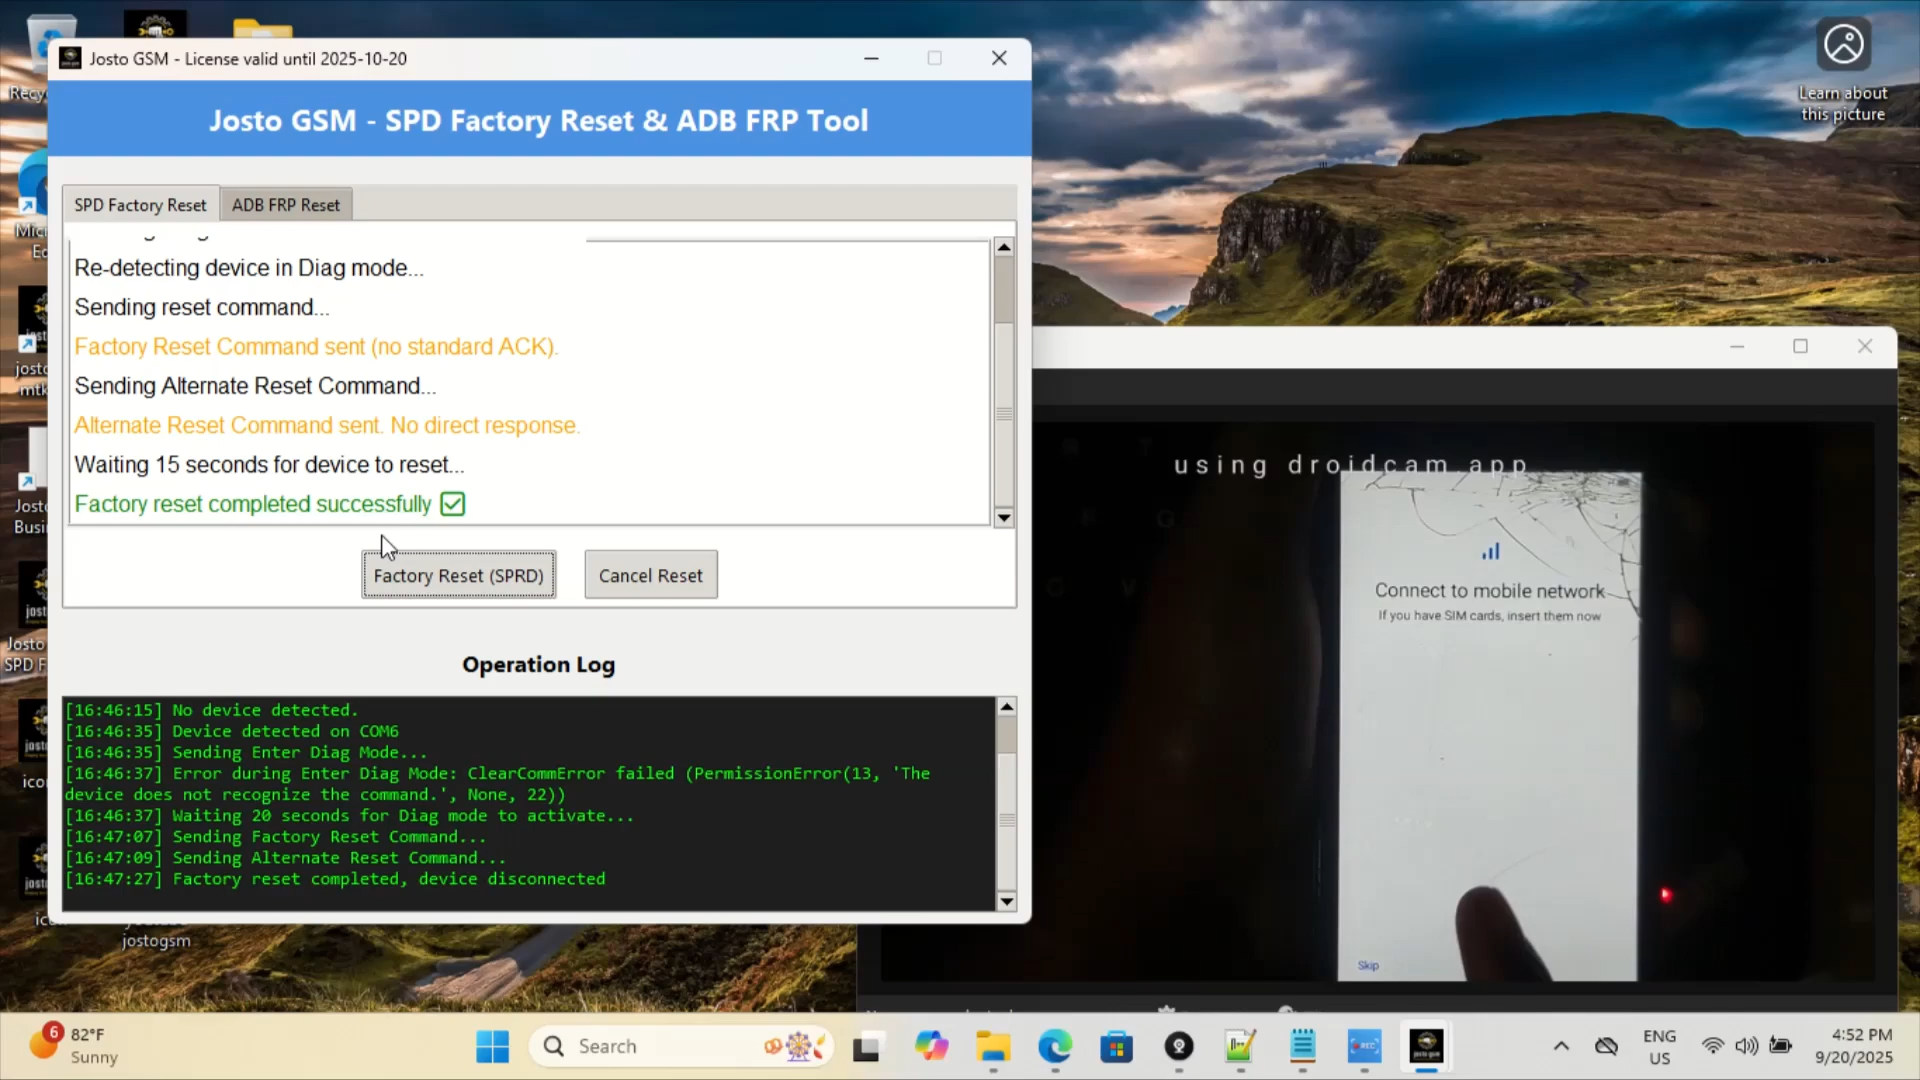 Josto GSM - License valid until 2025-10-20
Josto GSM - SPD Factory Reset & ADB FRP Tool
SPD Factory Reset
ADB FRP Reset
Re-detecting device in Diag mode...
Sending reset command...
Factory Reset Command sent (no standard ACK).
Sending Alternate Reset Command...
Alternate Reset Command sent. No direct response.
Waiting 15 seconds for device to reset...
Factory reset completed successfully
Factory Reset (SPRD)
Cancel Reset
Operation Log
[16:46:15] No device detected.
[16:46:35] Device detected on COM6
[16:46:35] Sending Enter Diag Mode...
[16:46:37] Error during Enter Diag Mode: ClearCommError failed (PermissionError(13, 'The
device does not recognize the command.', None, 22))
[16:46:37] Waiting 20 seconds for Diag mode to activate...
[16:47:07] Sending Factory Reset Command...
[16:47:09] Sending Alternate Reset Command...
[16:47:27] Factory reset completed, device disconnected
jostogsm
Learn about
this picture
using droidcam app
Connect to mobile network
If you have SIM cards, insert them now
Skip
6
82°F
Sunny
Search
REC
josto gsm
ENG
US
4:52 PM
9/20/2025